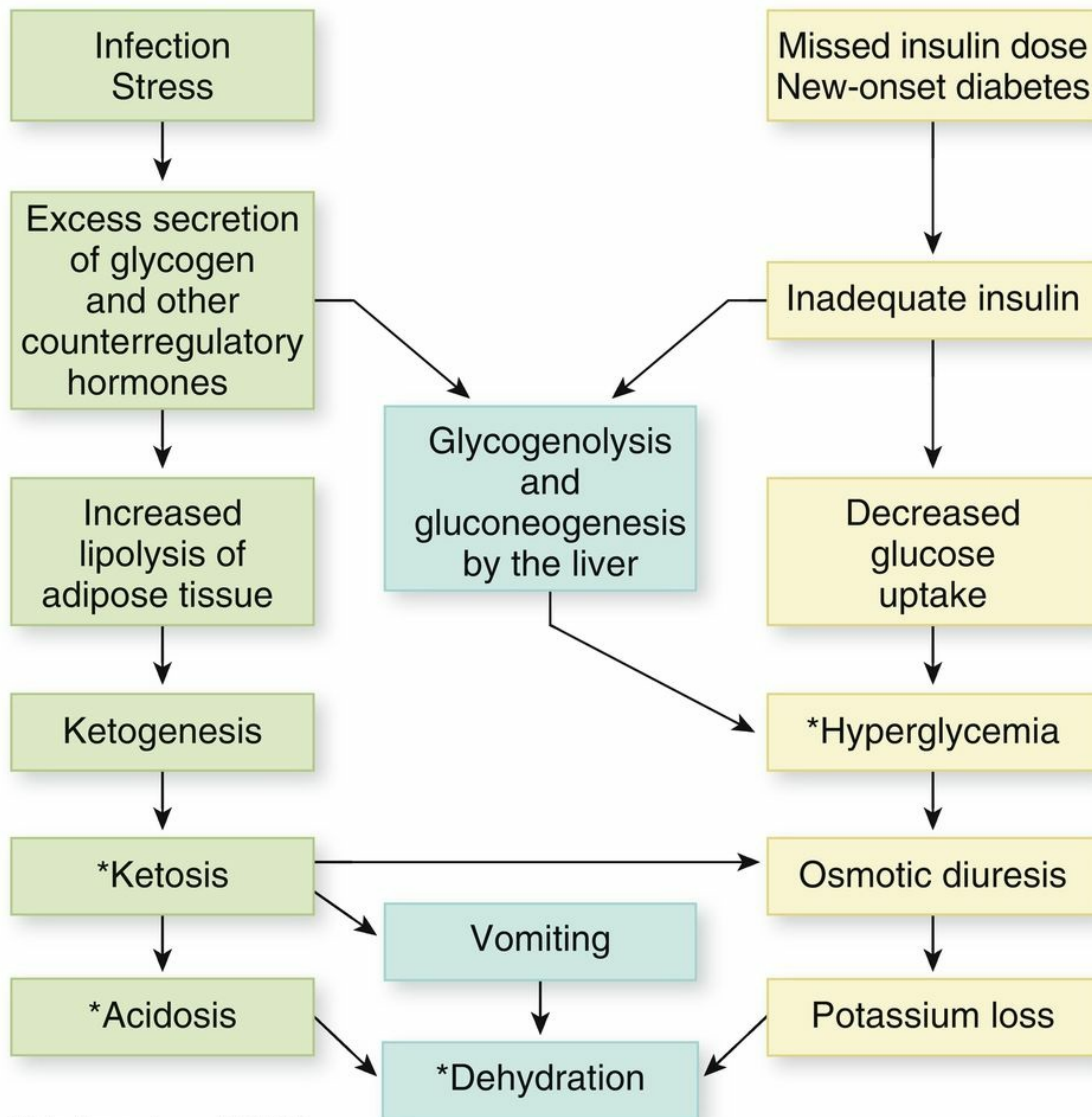 Infection
Stress
Missed insulin dose
New-onset diabetes
Excess secretion
of glycogen
and other
counterregulatory
hormones
Inadequate insulin
Glycogenolysis
and
gluconeogenesis
by the liver
Increased
lipolysis of
adipose tissue
Decreased
glucose
uptake
Ketogenesis
*Hyperglycemia
*Ketosis
Osmotic diuresis
Vomiting
*Acidosis
Potassium loss
*Dehydration